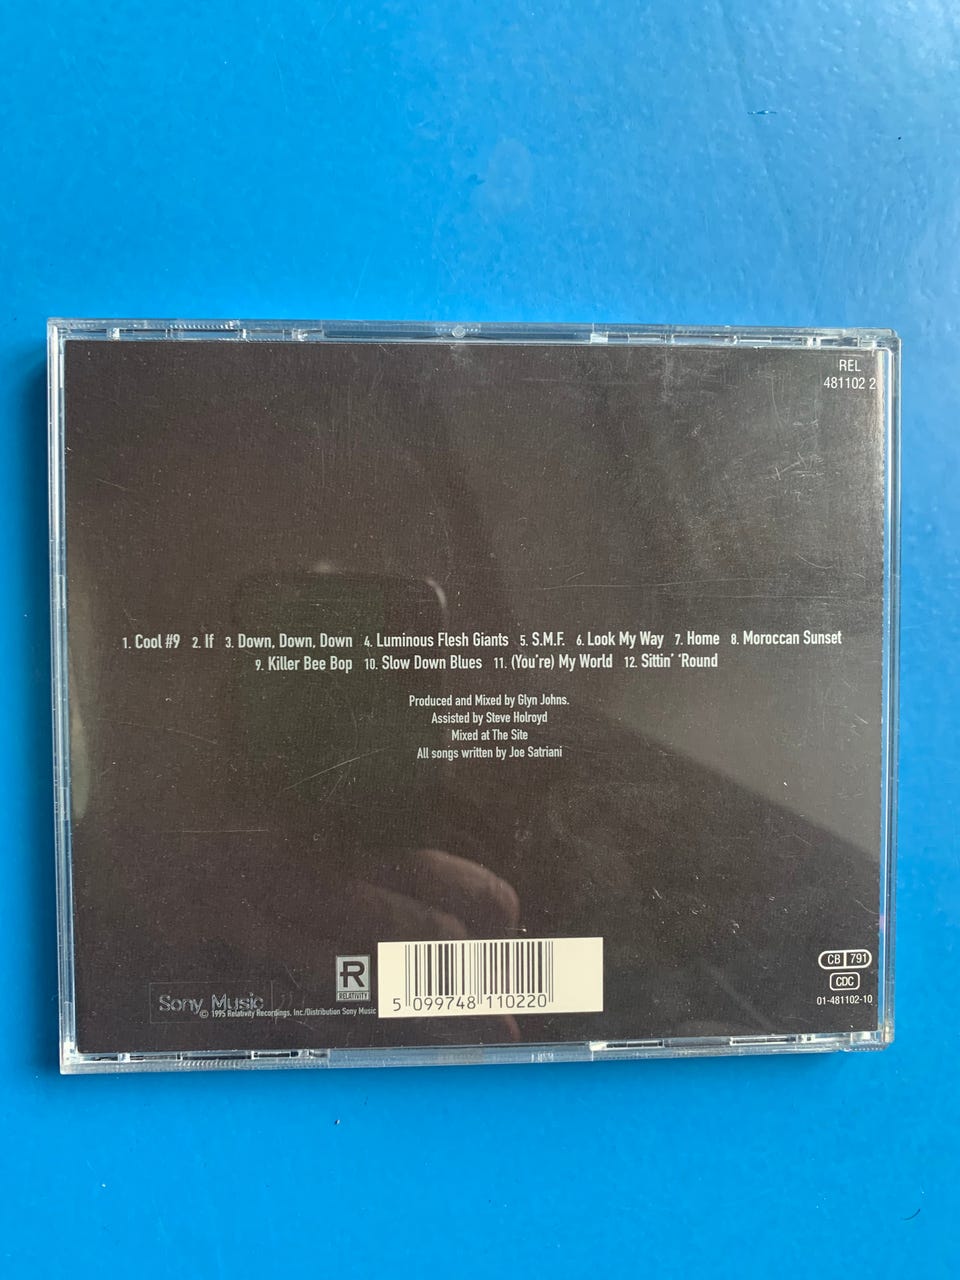 REL
481102 2
1. Cool #9 2. If 3. Down, Down, Down 4. Luminous Flesh Giants 5. S.M.F. 6. Look My Way 7. Home 8. Moroccan Sunset
9. Killer Bee Bop 10. Slow Down Blues 11. (You're) My World 12. Sittin' 'Round
Produced and Mixed by Glyn Johns.
Assisted by Steve Holroyd
Mixed at The Site
All songs written by Joe Satriani
CB 791
CDC
01-481102-10
R
RELATIVITY
Sony Music
© 1995 Relativity Recordings, Inc./Distribution Sony Music
5 099748 110220